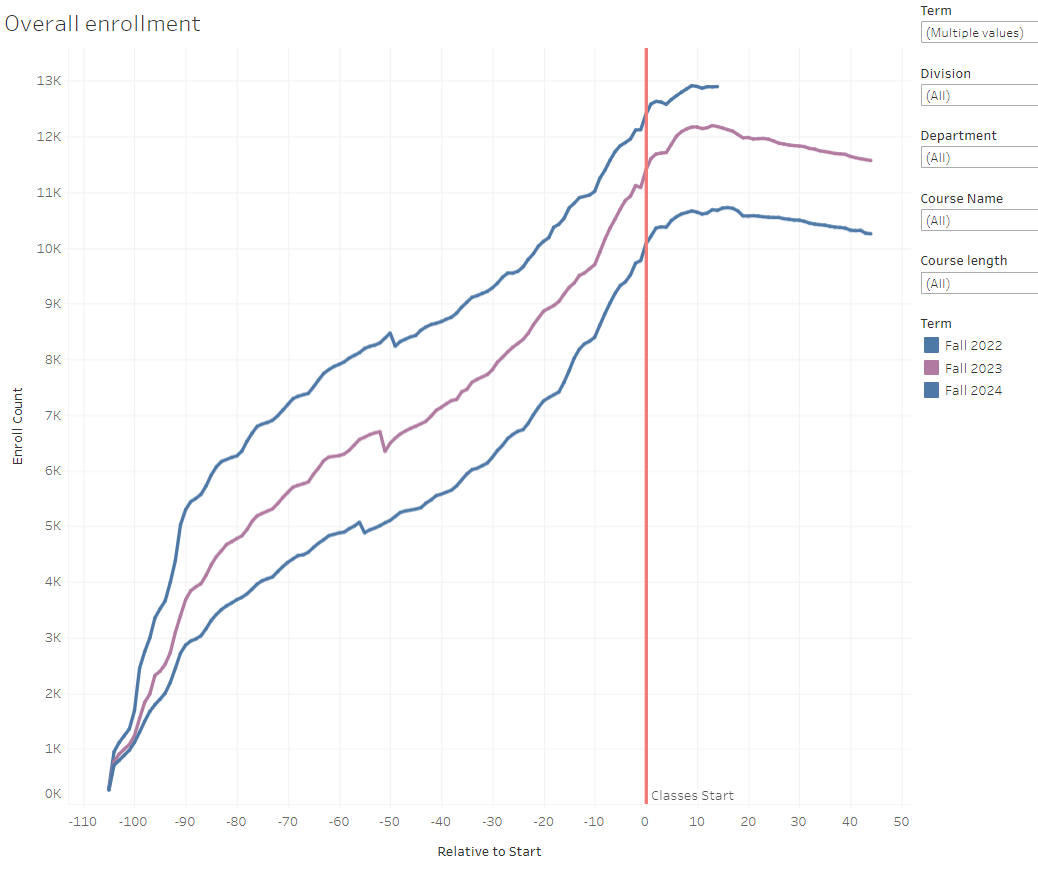 Overall enrollment
13K
12K
11K
10K
9K
8K
7K
6K
5K
4K
3K
2K
1K
0K
Enroll Count
Classes Start
-110 -100 -90 -80 -70 -60 -50 -40 -30 -20 -10 0 10 20 30 40 50
Relative to Start
Term
(Multiple values)
Division
(All)
Department
(All)
Course Name
(All)
Course length
(All)
Term
Fall 2022
Fall 2023
Fall 2024